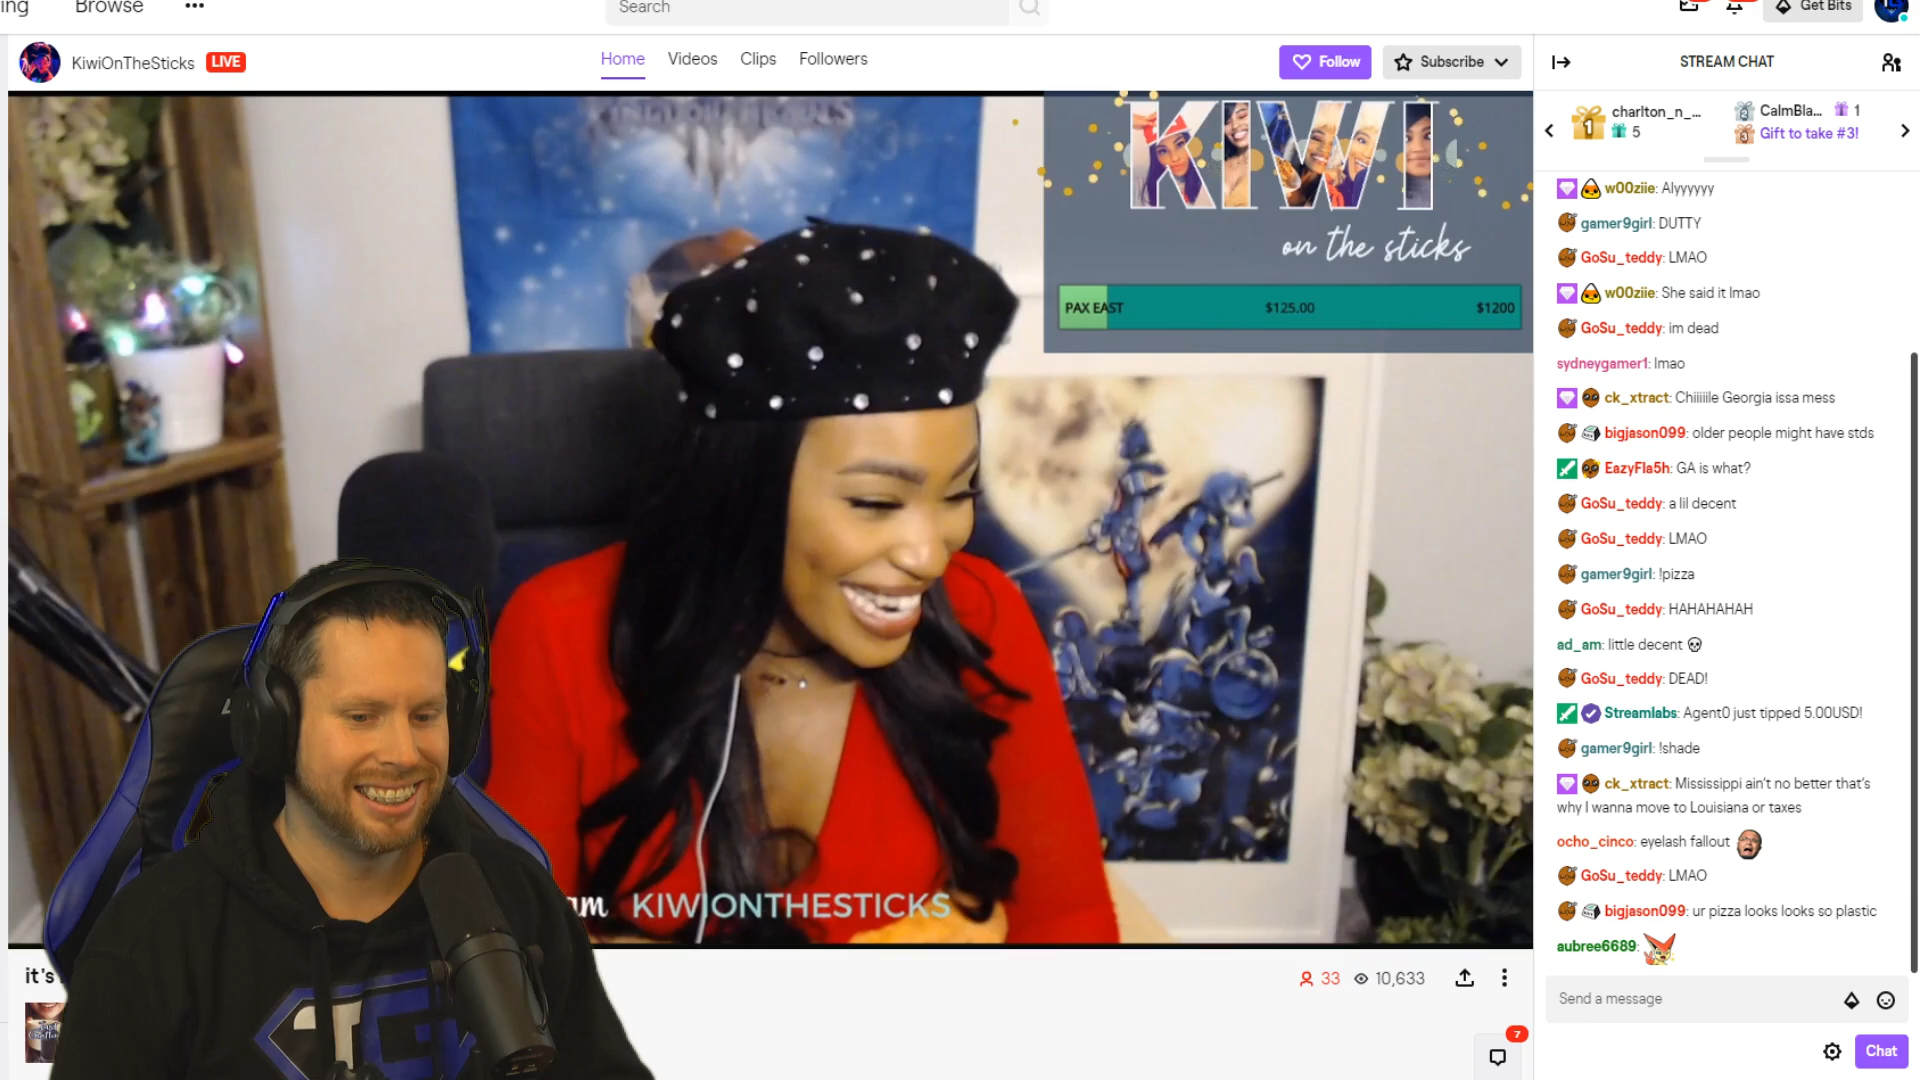 ing
Browse
Search
Get Bits
KiwiOnTheSticks
LIVE
Home
Videos
Clips
Followers
Follow
Subscribe
KINGDOM HEARTS
KIWI
on the sticks
PAX EAST
$125.00
$1200
KIWIONTHESTICKS
it's
33
10,633
7
STREAM CHAT
1
charlton_n_...
5
2
CalmBla...
1
3
Gift to take #3!
w00ziie: Alyyyyyy
gamer9girl: DUTTY
GoSu_teddy: LMAO
w00ziie: She said it lmao
GoSu_teddy: im dead
sydneygamer1: lmao
ck_xtract: Chiiiiiile Georgia issa mess
bigjason099: older people might have stds
EazyFla5h: GA is what?
GoSu_teddy: a lil decent
GoSu_teddy: LMAO
gamer9girl: !pizza
GoSu_teddy: HAHAHAHAH
ad_am: little decent 💀
GoSu_teddy: DEAD!
Streamlabs: Agent0 just tipped 5.00USD!
gamer9girl: !shade
ck_xtract: Mississippi ain't no better that's
why I wanna move to Louisiana or taxes
ocho_cinco: eyelash fallout
GoSu_teddy: LMAO
bigjason099: ur pizza looks looks so plastic
aubree6689:
Send a message
Chat